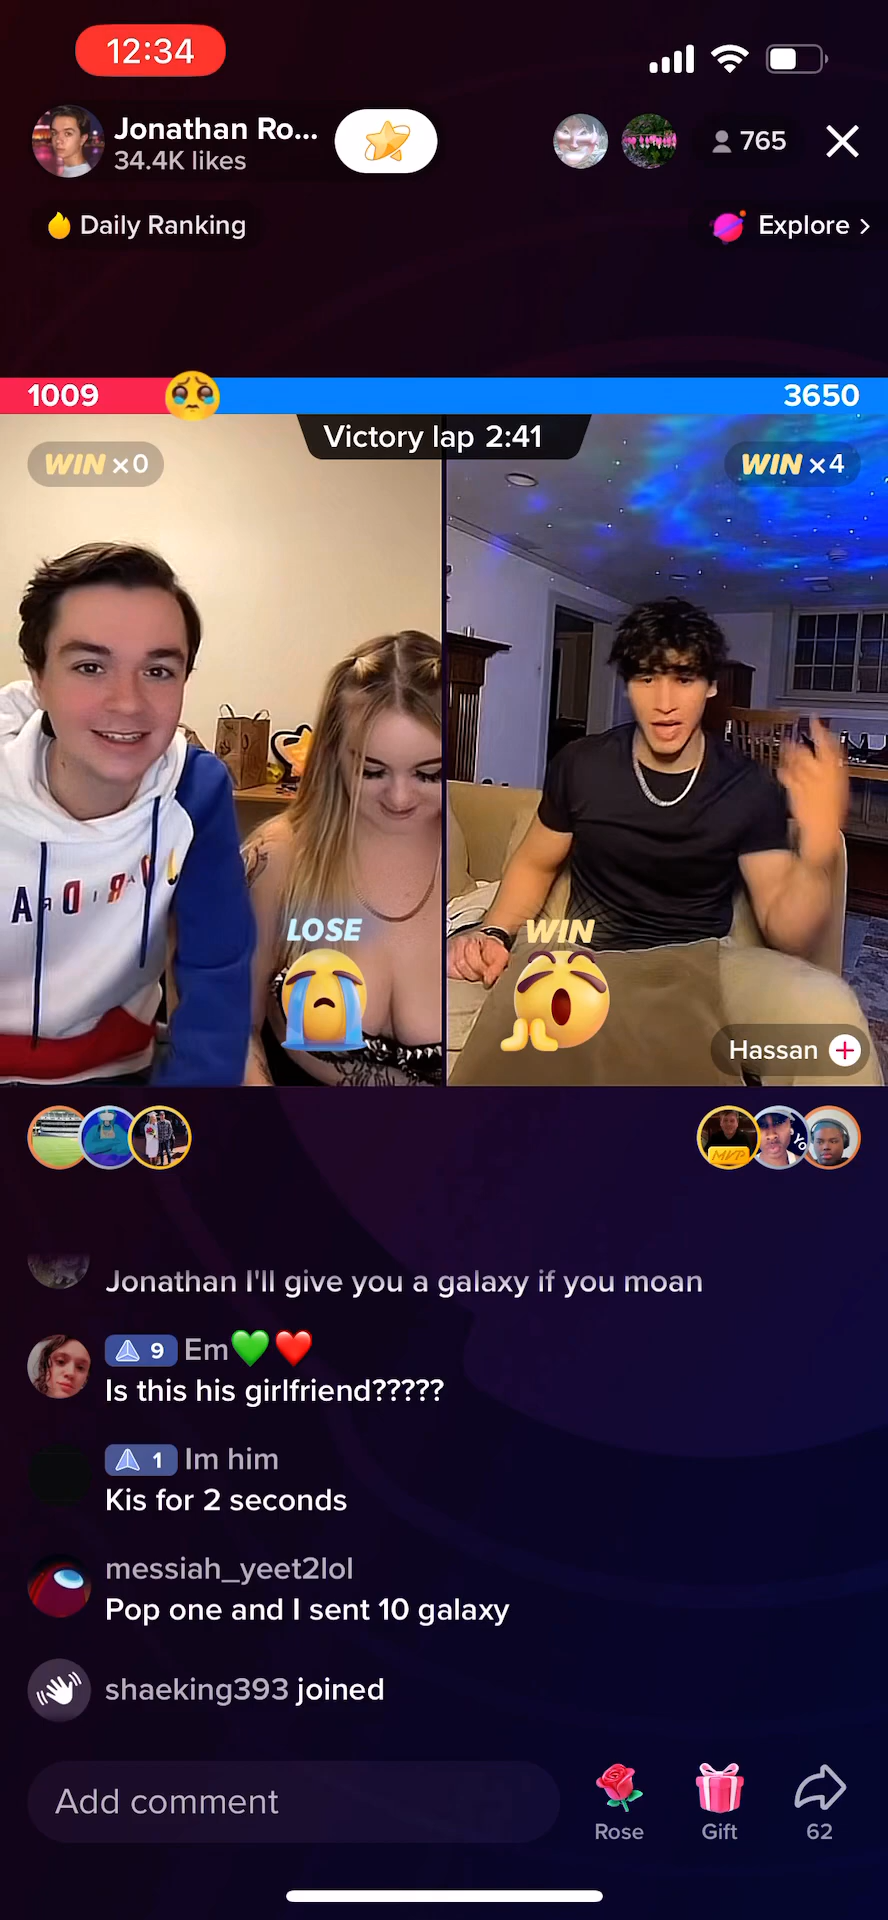 12:34
Jonathan Ro...
34.4K likes
765
Daily Ranking
Explore >
1009
3650
Victory lap 2:41
WIN x0
WIN x4
LOSE
WIN
Hassan +
MVP
Jonathan I'll give you a galaxy if you moan
9 Em💚❤️
Is this his girlfriend?????
1 Im him
Kis for 2 seconds
messiah_yeet2lol
Pop one and I sent 10 galaxy
shaeking393 joined
Add comment
Rose
Gift
62